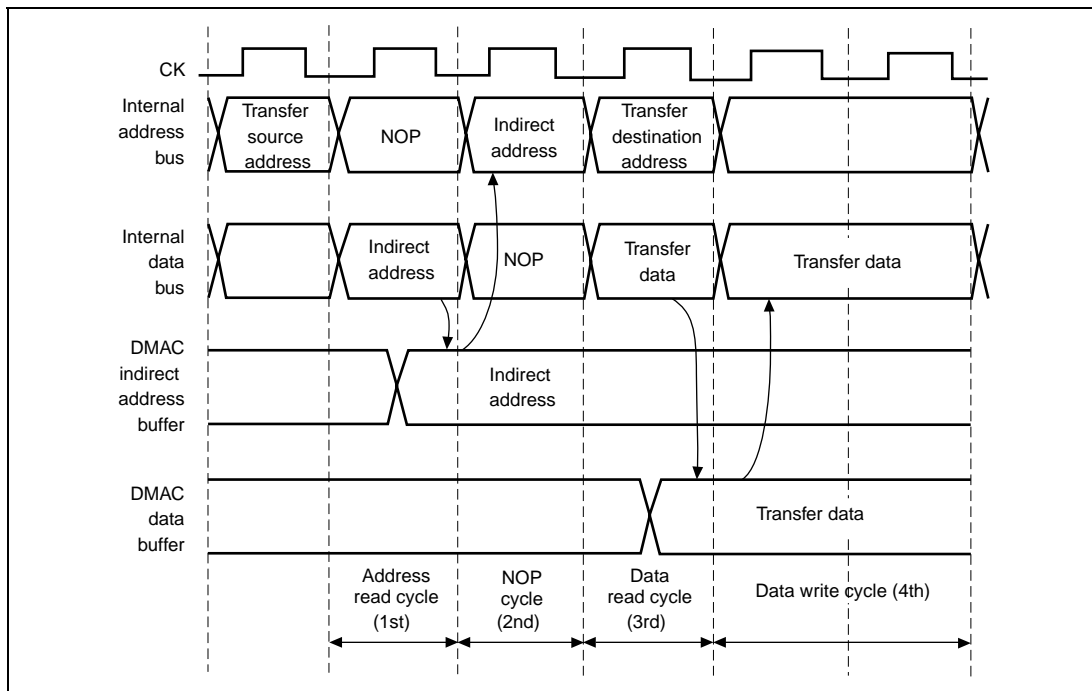 CK
Internal
address
bus
Transfer
source
address
NOP
Indirect
address
Transfer
destination
address
Internal
data
bus
Indirect
address
NOP
Transfer
data
Transfer data
DMAC
indirect
address
buffer
Indirect
address
DMAC
data
buffer
Transfer data
Address
read cycle
(1st)
NOP
cycle
(2nd)
Data
read cycle
(3rd)
Data write cycle (4th)